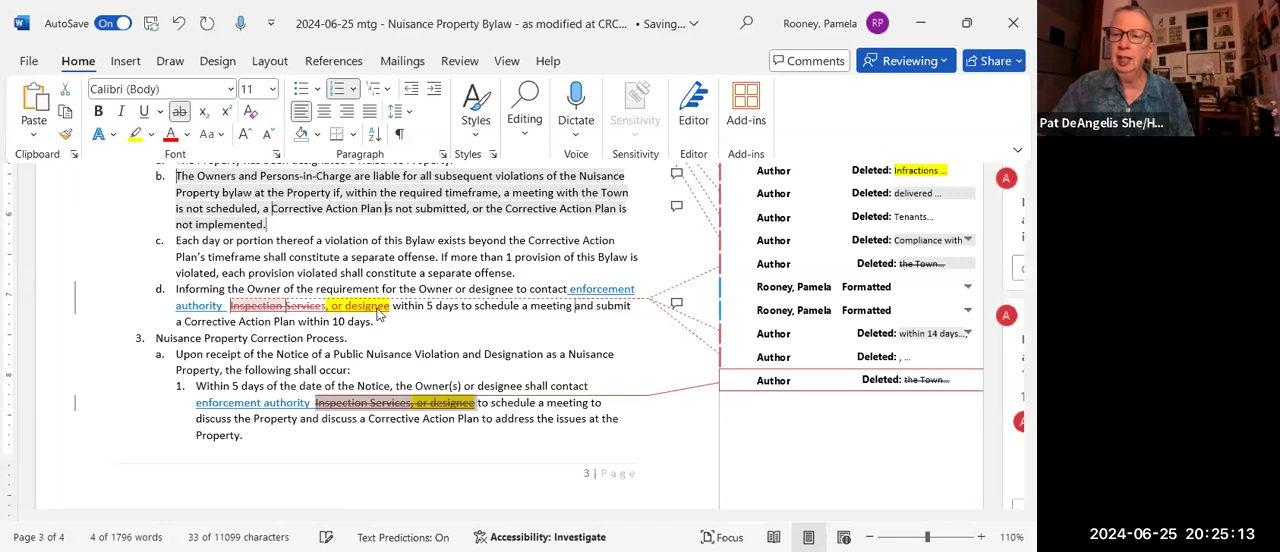 AutoSave On 2024-06-25 mtg - Nuisance Property Bylaw - as modified at CRC... • Saving... Rooney, Pamela RP
File Home Insert Draw Design Layout References Mailings Review View Help Comments Reviewing Share
Calibri (Body) 11
Paste B I U ab x₂ x² Styles Editing Dictate Sensitivity Editor Add-ins
A Aa A A
Clipboard Font Paragraph Styles Voice Sensitivity Editor Add-ins
b. The Owners and Persons-in-Charge are liable for all subsequent violations of the Nuisance
Property bylaw at the Peoerty if, within the required timeframe, a meeting with the Town
is not scheduled, a Corrective Action Plan is not submitted, or the Corrective Action Plan is
not implemented.
c. Each day or portion thereof a violation of this Bylaw exists beyond the Corrective Action
Plan's timeframe shall constitute a separate offense. If more than 1 provision of this Bylaw is
violated, each provision violated shall constitute a separate offense.
d. Informing the Owner of the requirement for the Owner or designee to contact enforcement
authority Inspection Services, or designee within 5 days to schedule a meeting and submit
a Corrective Action Plan within 10 days.
3. Nuisance Property Correction Process.
a. Upon receipt of the Notice of a Public Nuisance Violation and Designation as a Nuisance
Property, the following shall occur:
1. Within 5 days of the date of the Notice, the Owner(s) or designee shall contact
enforcement authority Inspection Services, or designee to schedule a meeting to
discuss the Property and discuss a Corrective Action Plan to address the issues at the
Property.
3 | Page
Author Deleted: Infractions ...
Author Deleted: delivered ...
Author Deleted: Tenants...
Author Deleted: Compliance with
Author Deleted: the Town...
Rooney, Pamela Formatted
Rooney, Pamela Formatted
Author Deleted: within 14 days...,
Author Deleted: , ...
Author Deleted: the Town...
A
A
A
Page 3 of 4 4 of 1796 words 33 of 11099 characters Text Predictions: On Accessibility: Investigate Focus 110%
Pat DeAngelis She/H...
2024-06-25 20:25:13